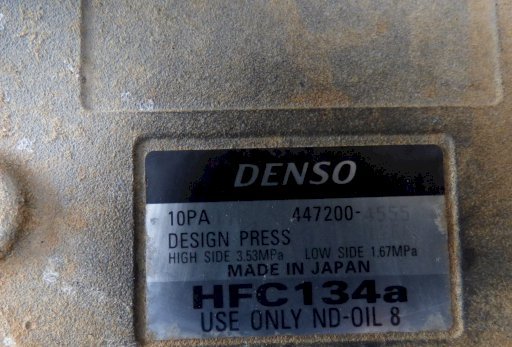 DENSO
10PA 447200-4555
DESIGN PRESS
HIGH SIDE 3.53MPa LOW SIDE 1.67MPa
MADE IN JAPAN
HFC134a
USE ONLY ND-OIL 8